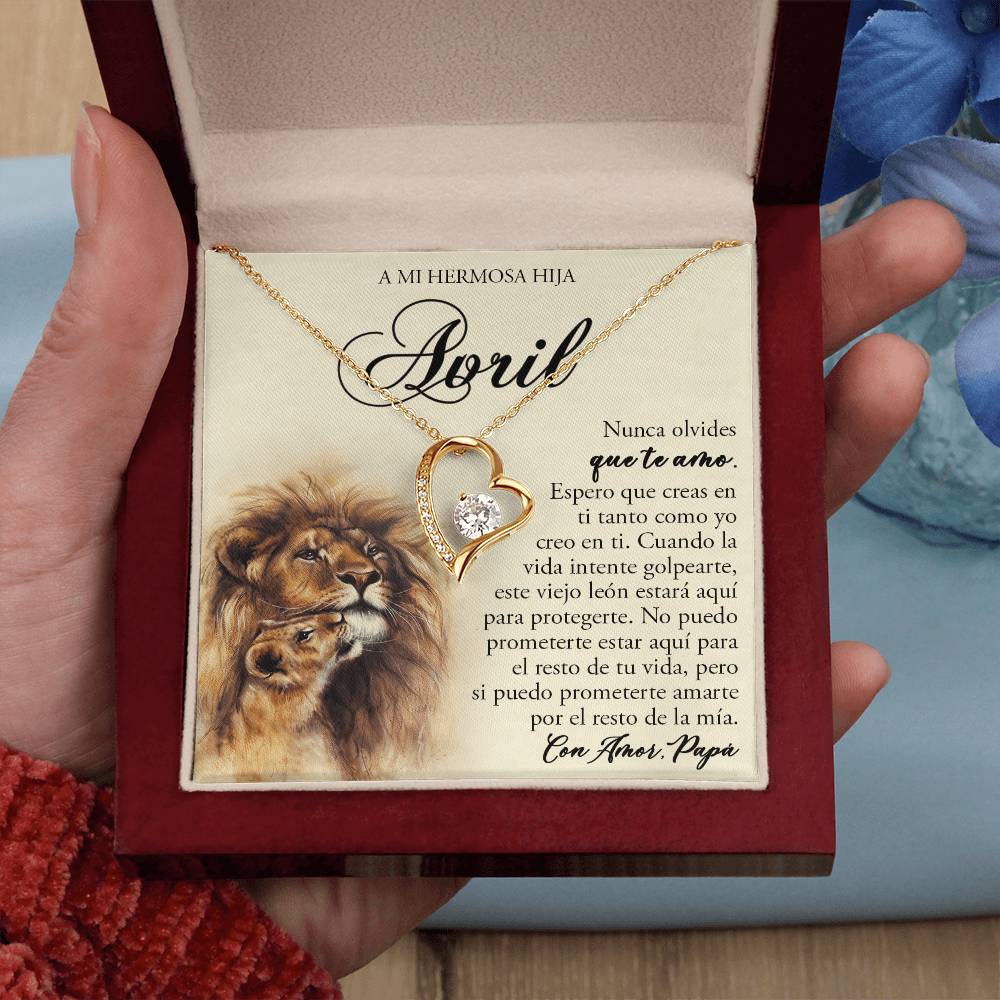 A MI HERMOSA HIJA
Avril
Nunca olvides
que te amo.
Espero que creas en
ti tanto como yo
creo en ti. Cuando la
vida intente golpearte,
este viejo león estará aquí
para protegerte. No puedo
prometerte estar aquí para
el resto de tu vida, pero
si puedo prometerte amarte
por el resto de la mía.
Con Amor, Papá